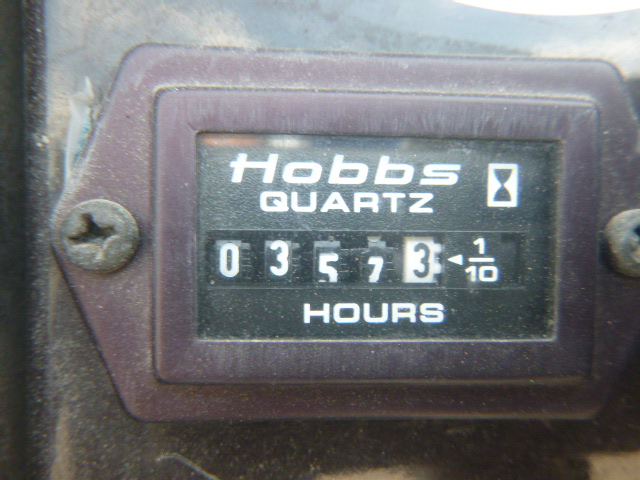 Hobbs
QUARTZ
0 3 5 7 3 ◄ 1/10
HOURS